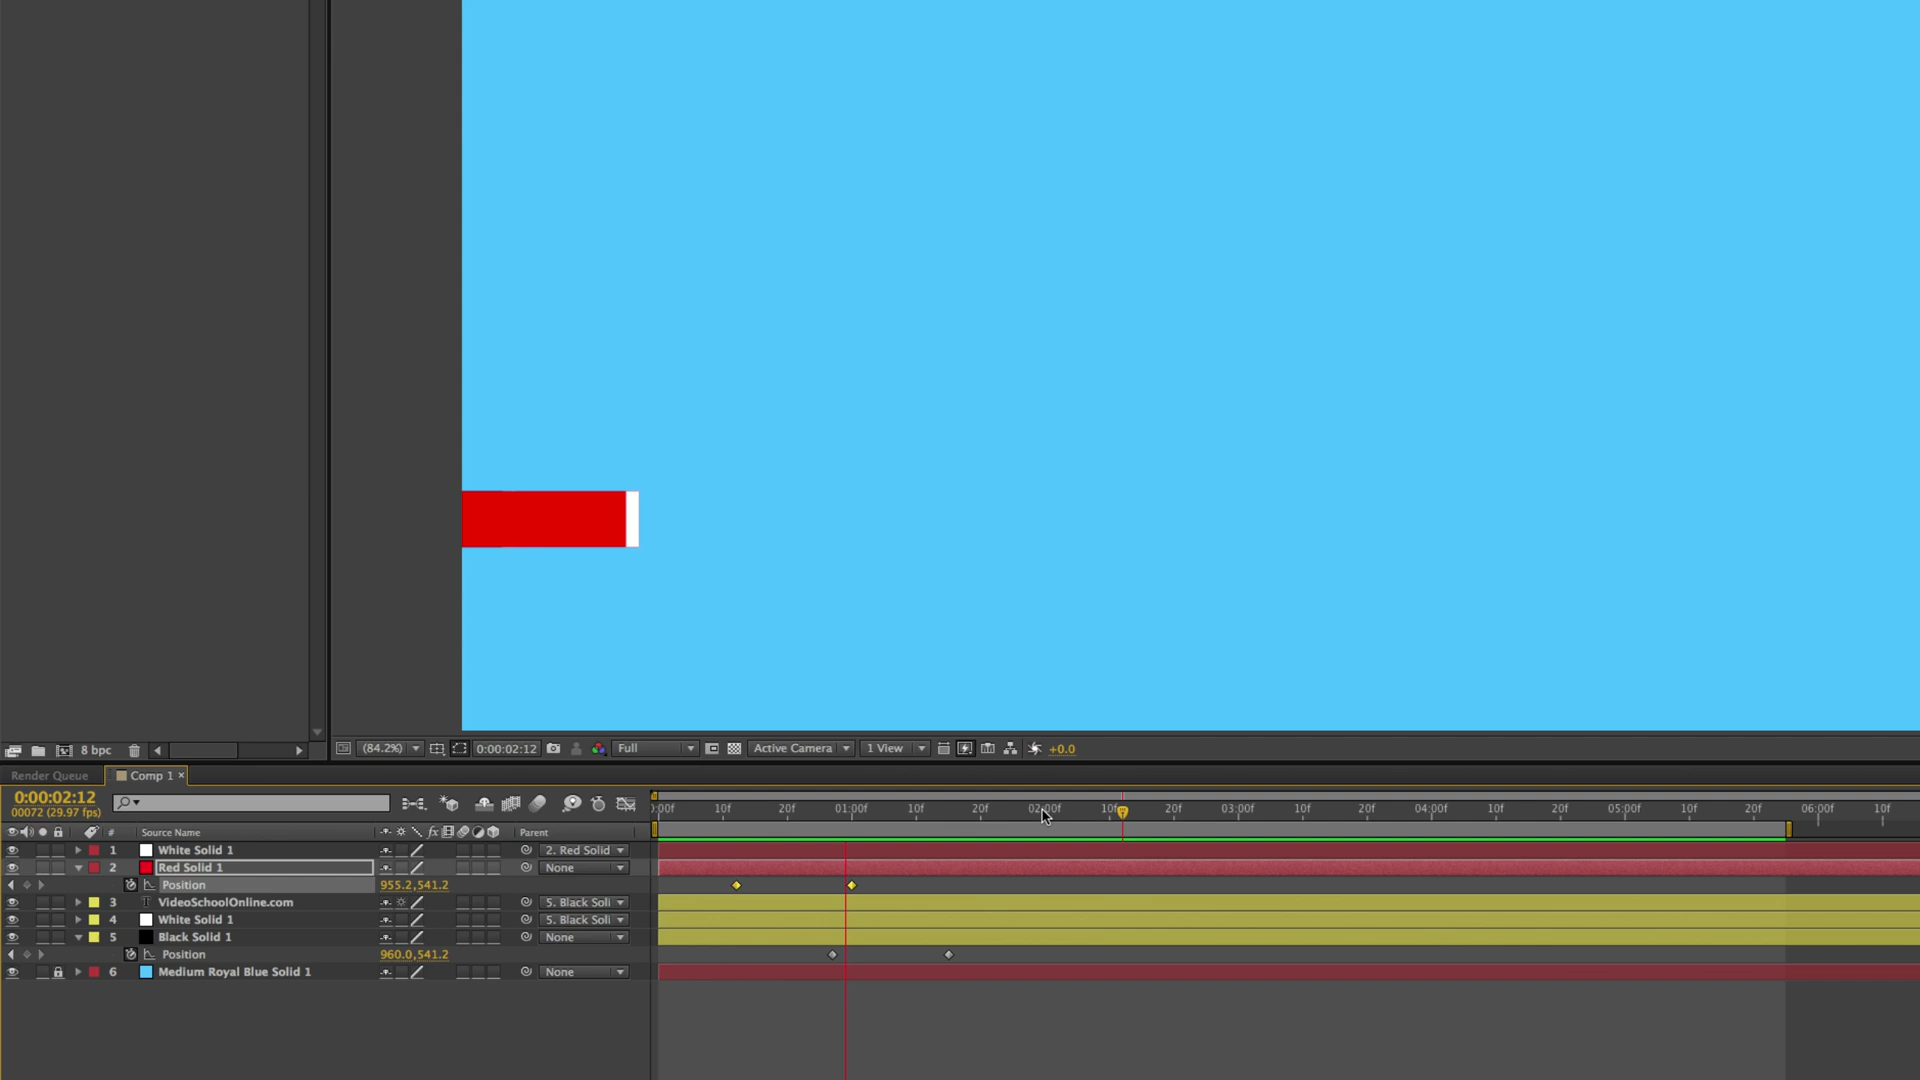 8 bpc
(84.2%) 0:00:02:12 Full Active Camera 1 View +0.0
Render Queue Comp 1 ×
0:00:02:12
00072 (29.97 fps)
:00f 10f 20f 01:00f 10f 20f 02:00f 10f 20f 03:00f 10f 20f 04:00f 10f 20f 05:00f 10f 20f 06:00f 10f
# Source Name fx Parent
1 White Solid 1 2. Red Solid
2 Red Solid 1 None
Position 955.2,541.2
3 T VideoSchoolOnline.com 5. Black Soli
4 White Solid 1 5. Black Soli
5 Black Solid 1 None
Position 960.0,541.2
6 Medium Royal Blue Solid 1 None